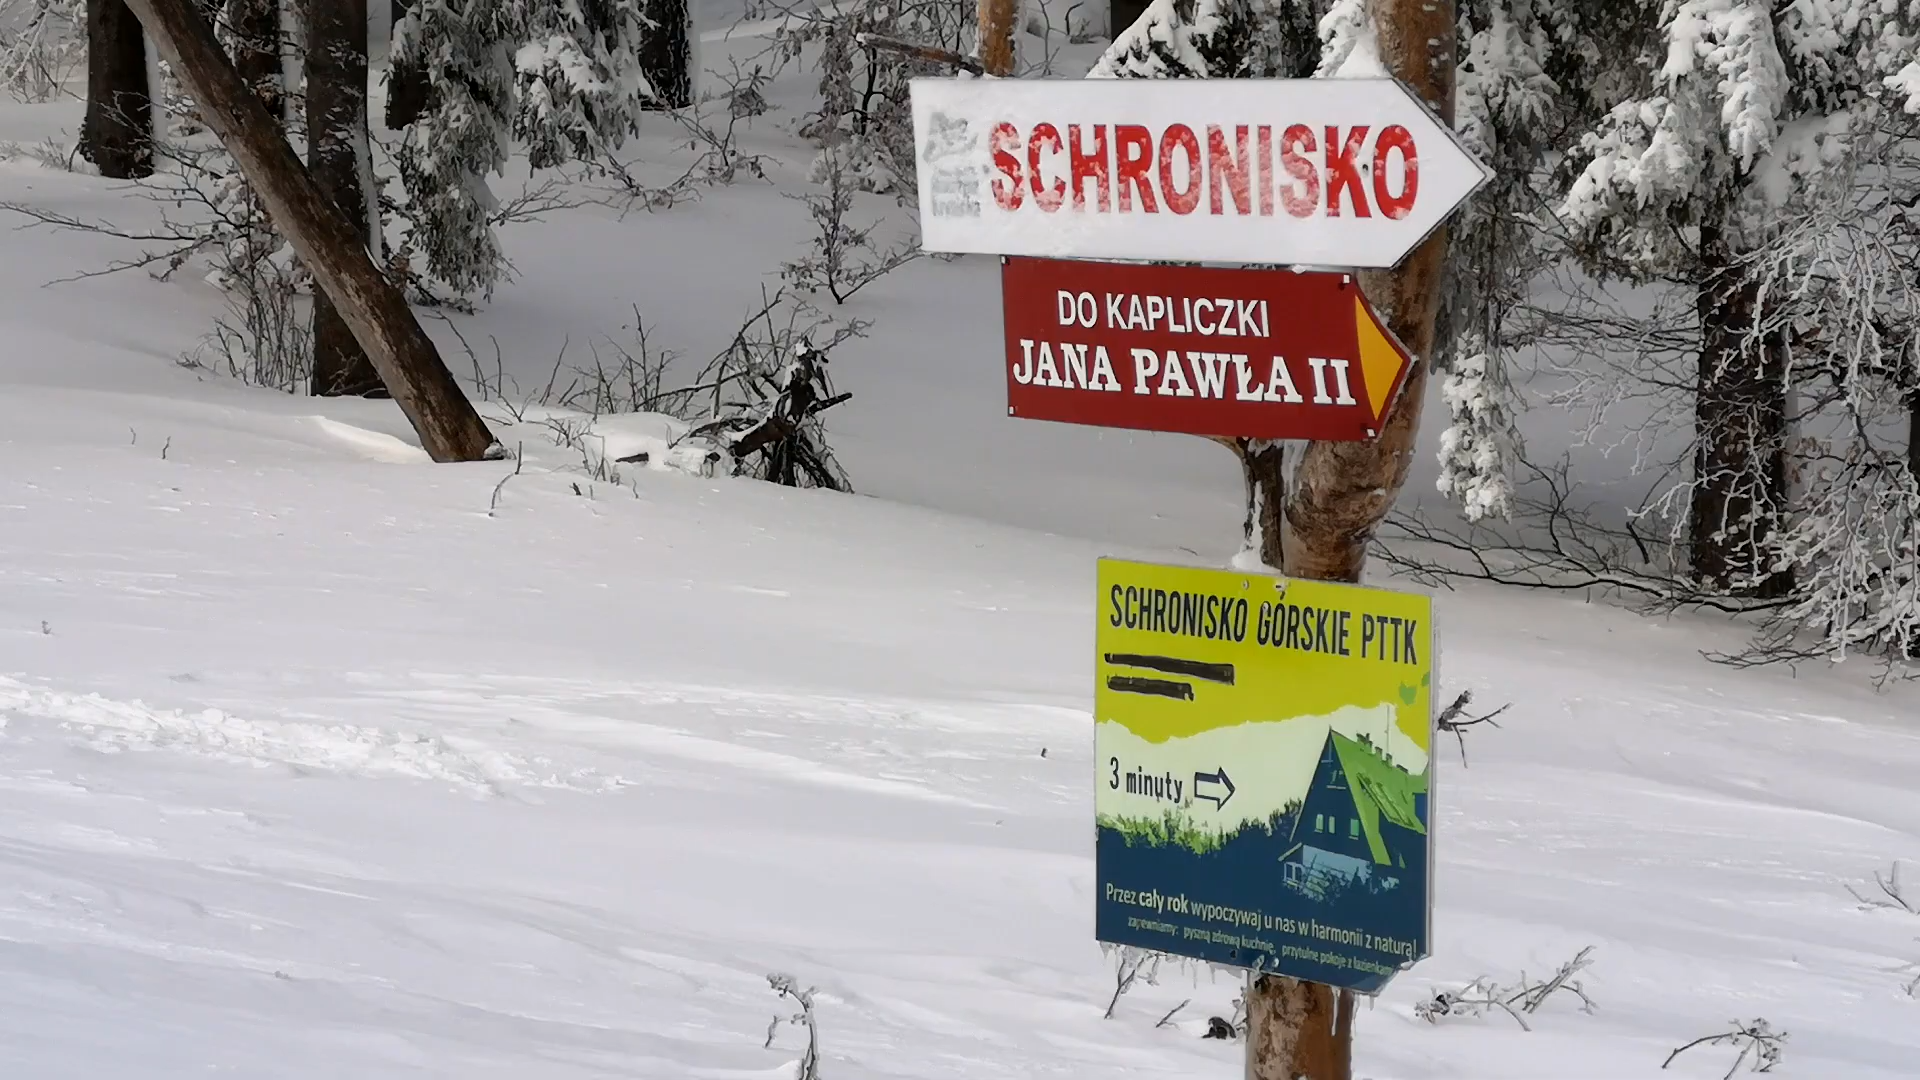 SCHRONISKO
DO KAPLICZKI
JANA PAWŁA II
SCHRONISKO GÓRSKIE PTTK
3 minuty
Przez cały rok wypoczywaj u nas w harmonii z naturą!
zapewniamy: pyszną zdrową kuchnię, przytulne pokoje z łazienkami